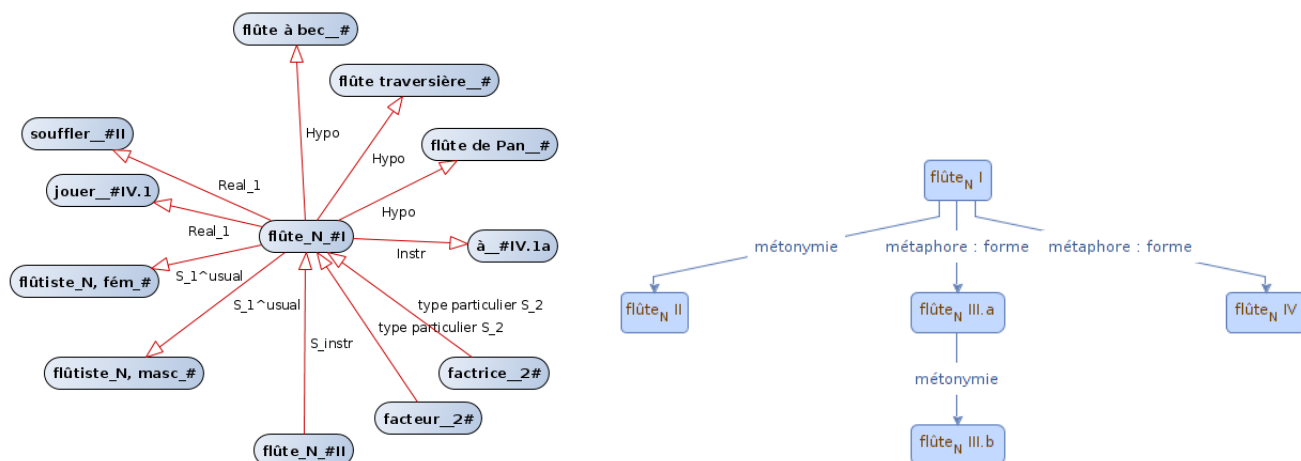 flûte à bec__#
flûte traversière__#
Hypo
souffler__#II
flûte de Pan__#
Hypo
Real_1
jouer__#IV.1
Hypo
Real_1
flûte_N_#I
à__#IV.1a
Instr
flûtiste_N, fém_#
S_1^usual
S_1^usual
type particulier S_2
type particulier S_2
S_instr
flûtiste_N, masc_#
factrice__2#
facteur__2#
flûte_N_#II
flûteN I
métonymie
métaphore : forme
métaphore : forme
flûteN II
flûteN III.a
flûteN IV
métonymie
flûteN III.b